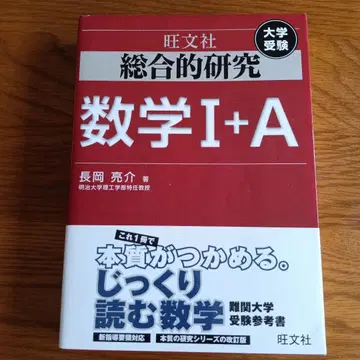 旺文社
大学
受験
総合的研究
数学I+A
長岡 亮介 著
明治大学理工学部特任教授
これ1冊で
本質がつかめる。
じっくり
読む数学
難関大学
受験参考書
新指導要領対応
本質の研究シリーズの改訂版
旺文社